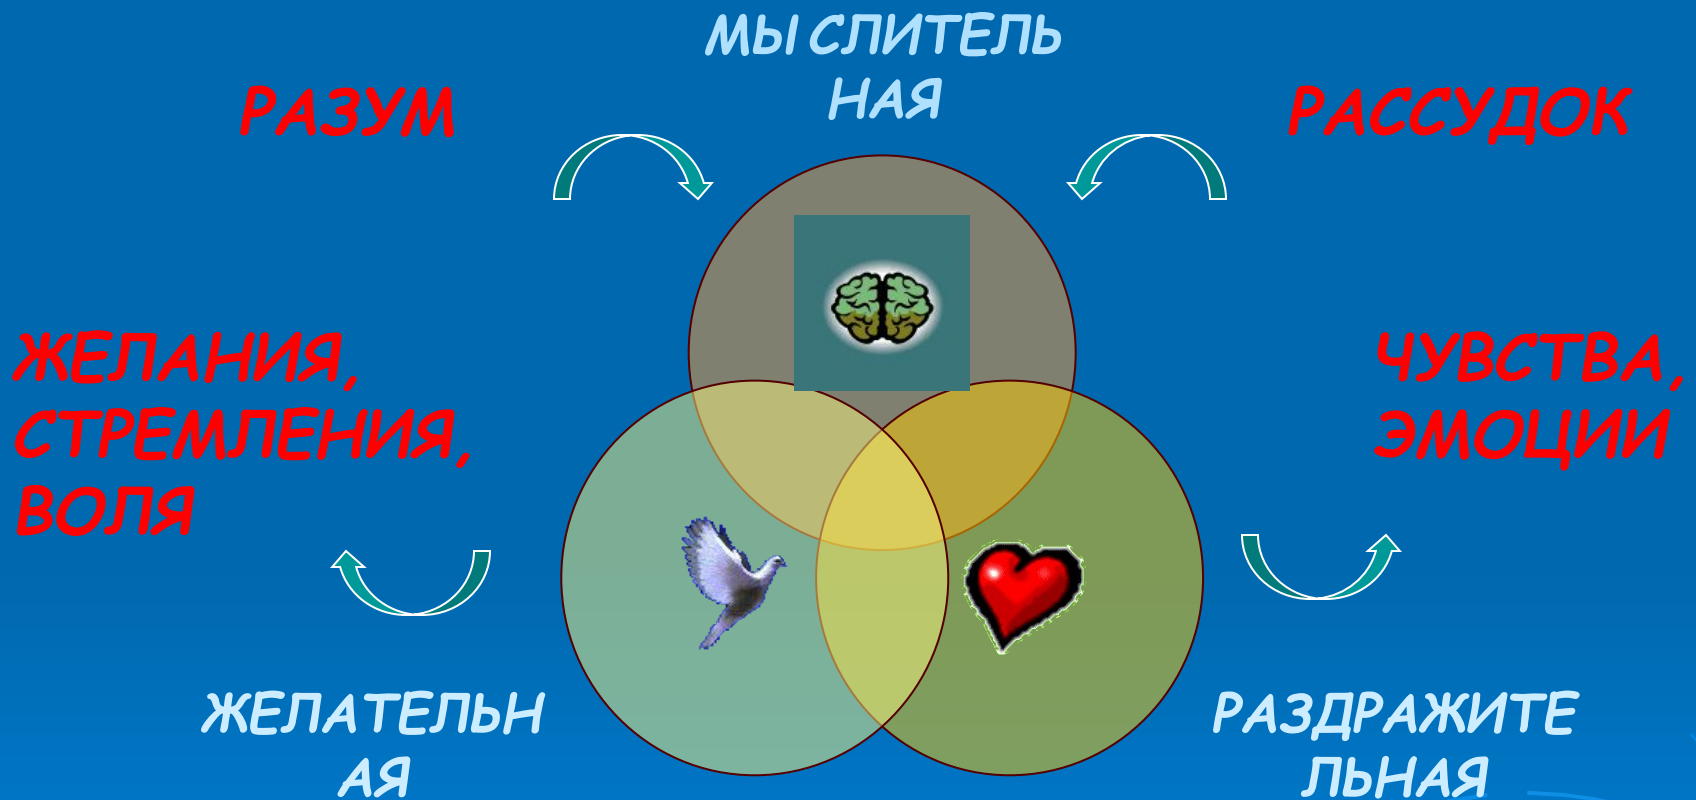 МЫСЛИТЕЛЬ
НАЯ
РАЗУМ
РАССУДОК
ЖЕЛАНИЯ,
СТРЕМЛЕНИЯ,
ВОЛЯ
ЧУВСТВА,
ЭМОЦИИ
ЖЕЛАТЕЛЬН
АЯ
РАЗДРАЖИТЕ
ЛЬНАЯ